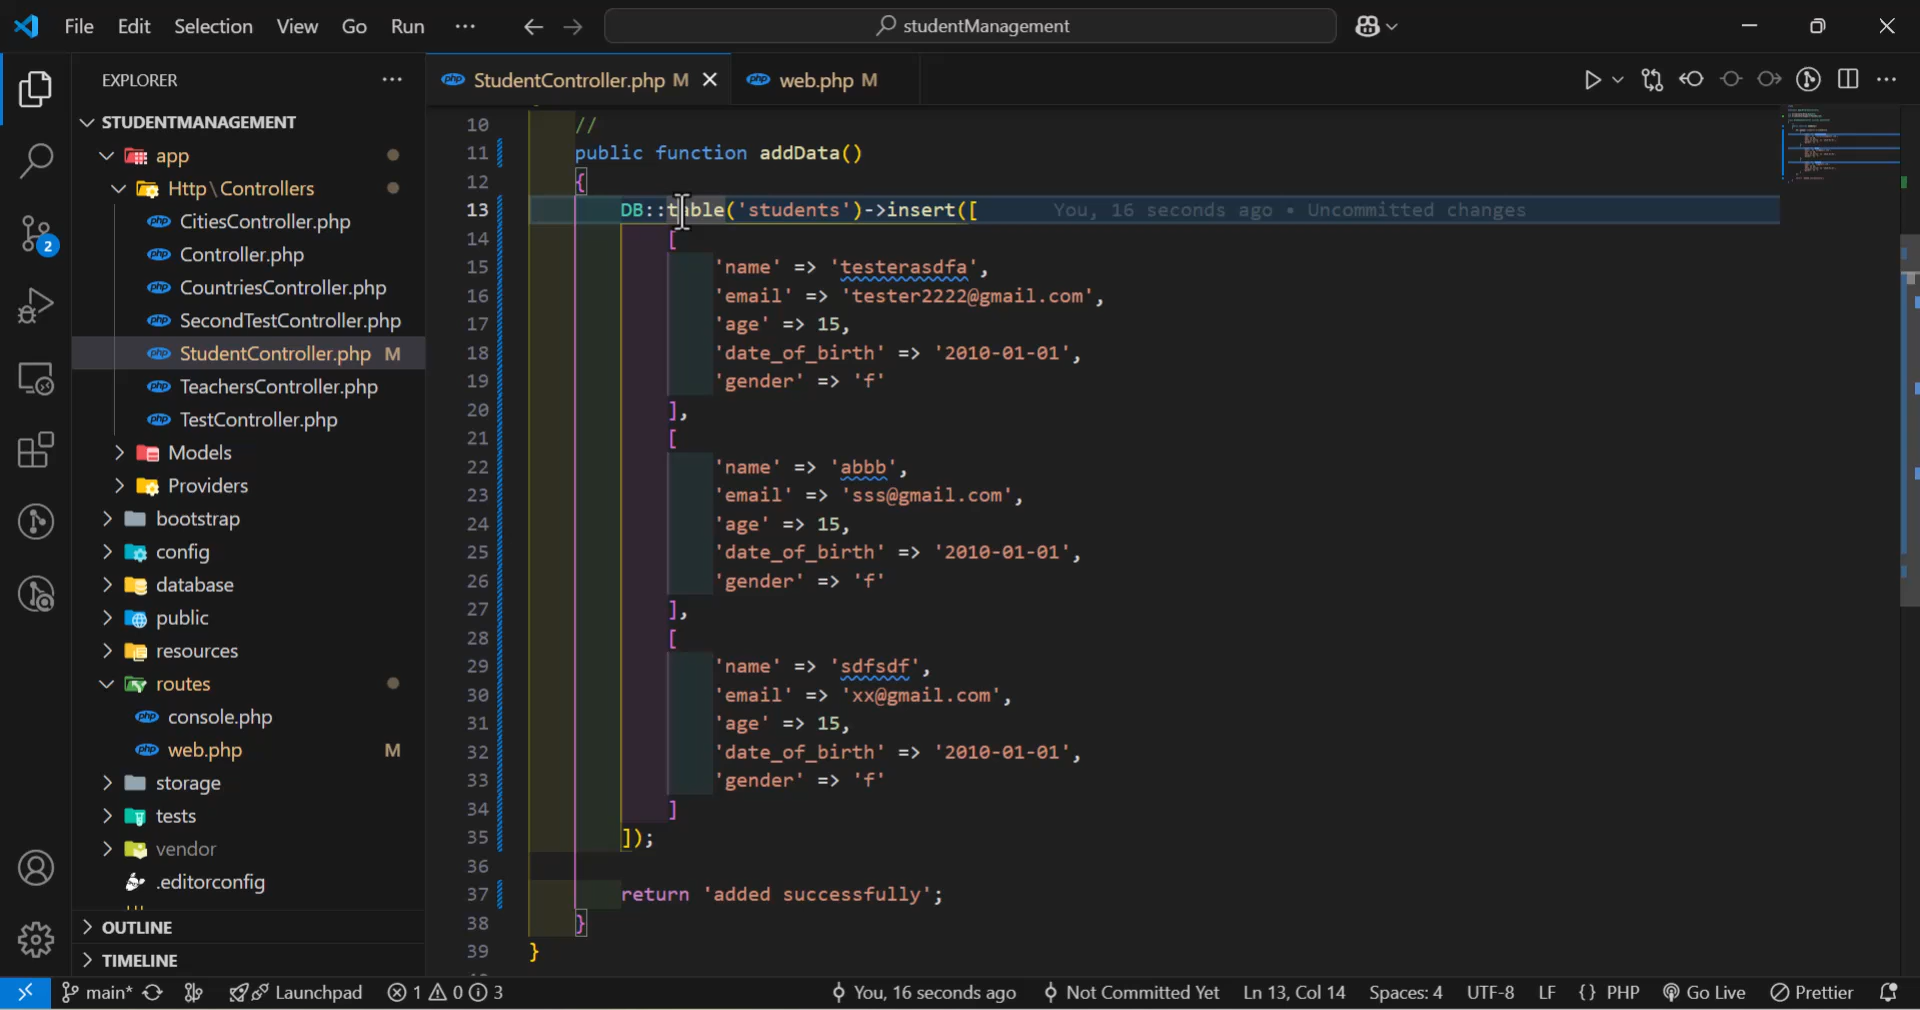 File Edit Selection View Go Run ··· studentManagement
EXPLORER ···
STUDENTMANAGEMENT
app
Http\Controllers
CitiesController.php
Controller.php
CountriesController.php
SecondTestController.php
StudentController.php M
TeachersController.php
TestController.php
Models
Providers
bootstrap
config
database
public
resources
routes
console.php
web.php M
storage
tests
vendor
.editorconfig
OUTLINE
TIMELINE
2
php StudentController.php M php web.php M
10 //
11 public function addData()
12 {
13 DB::table('students')->insert([ You, 16 seconds ago • Uncommitted changes
14 [
15 'name' => 'testerasdfa',
16 'email' => 'tester2222@gmail.com',
17 'age' => 15,
18 'date_of_birth' => '2010-01-01',
19 'gender' => 'f'
20 ],
21 [
22 'name' => 'abbb',
23 'email' => 'sss@gmail.com',
24 'age' => 15,
25 'date_of_birth' => '2010-01-01',
26 'gender' => 'f'
27 ],
28 [
29 'name' => 'sdfsdf',
30 'email' => 'xx@gmail.com',
31 'age' => 15,
32 'date_of_birth' => '2010-01-01',
33 'gender' => 'f'
34 ]
35 ]);
36
37 return 'added successfully';
38 }
39 }
main* Launchpad 1 0 3 You, 16 seconds ago Not Committed Yet Ln 13, Col 14 Spaces: 4 UTF-8 LF {} PHP Go Live Prettier